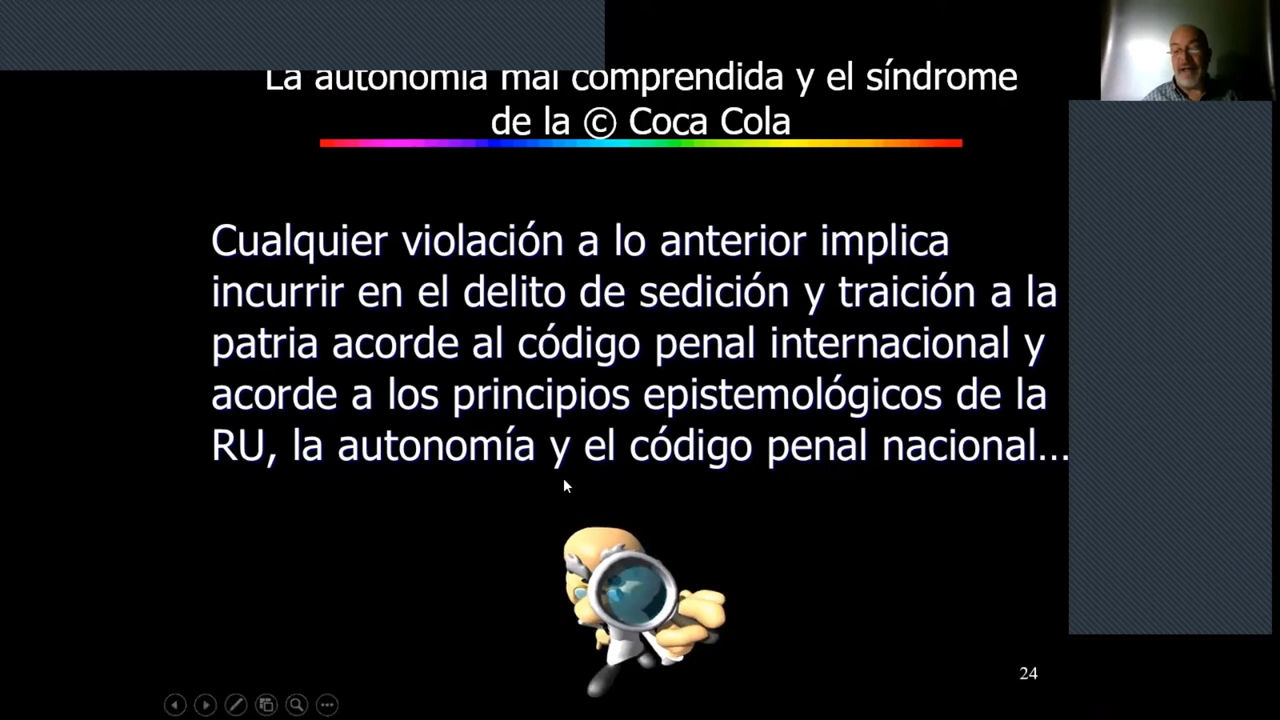 La autonomía mal comprendida y el síndrome
de la © Coca Cola
Cualquier violación a lo anterior implica
incurrir en el delito de sedición y traición a la
patria acorde al código penal internacional y
acorde a los principios epistemológicos de la
RU, la autonomía y el código penal nacional...
24